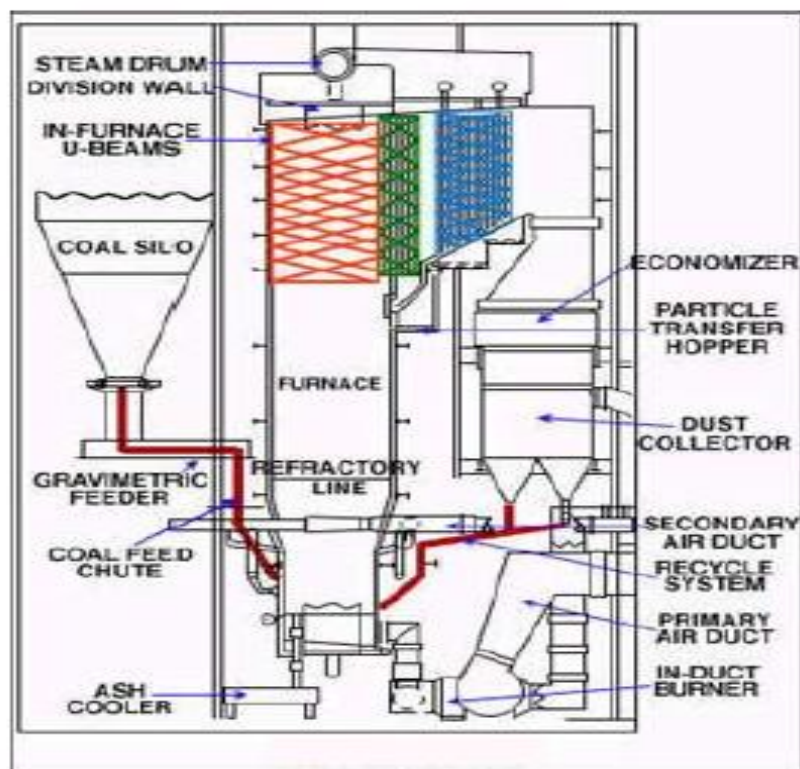 STEAM DRUM
DIVISION WALL
IN-FURNACE
U-BEAMS
COAL SILO
ECONOMIZER
PARTICLE
TRANSFER
HOPPER
FURNACE
DUST
COLLECTOR
REFRACTORY
LINE
GRAVIMETRIC
FEEDER
SECONDARY
AIR DUCT
COAL FEED
CHUTE
RECYCLE
SYSTEM
PRIMARY
AIR DUCT
ASH
COOLER
IN-DUCT
BURNER